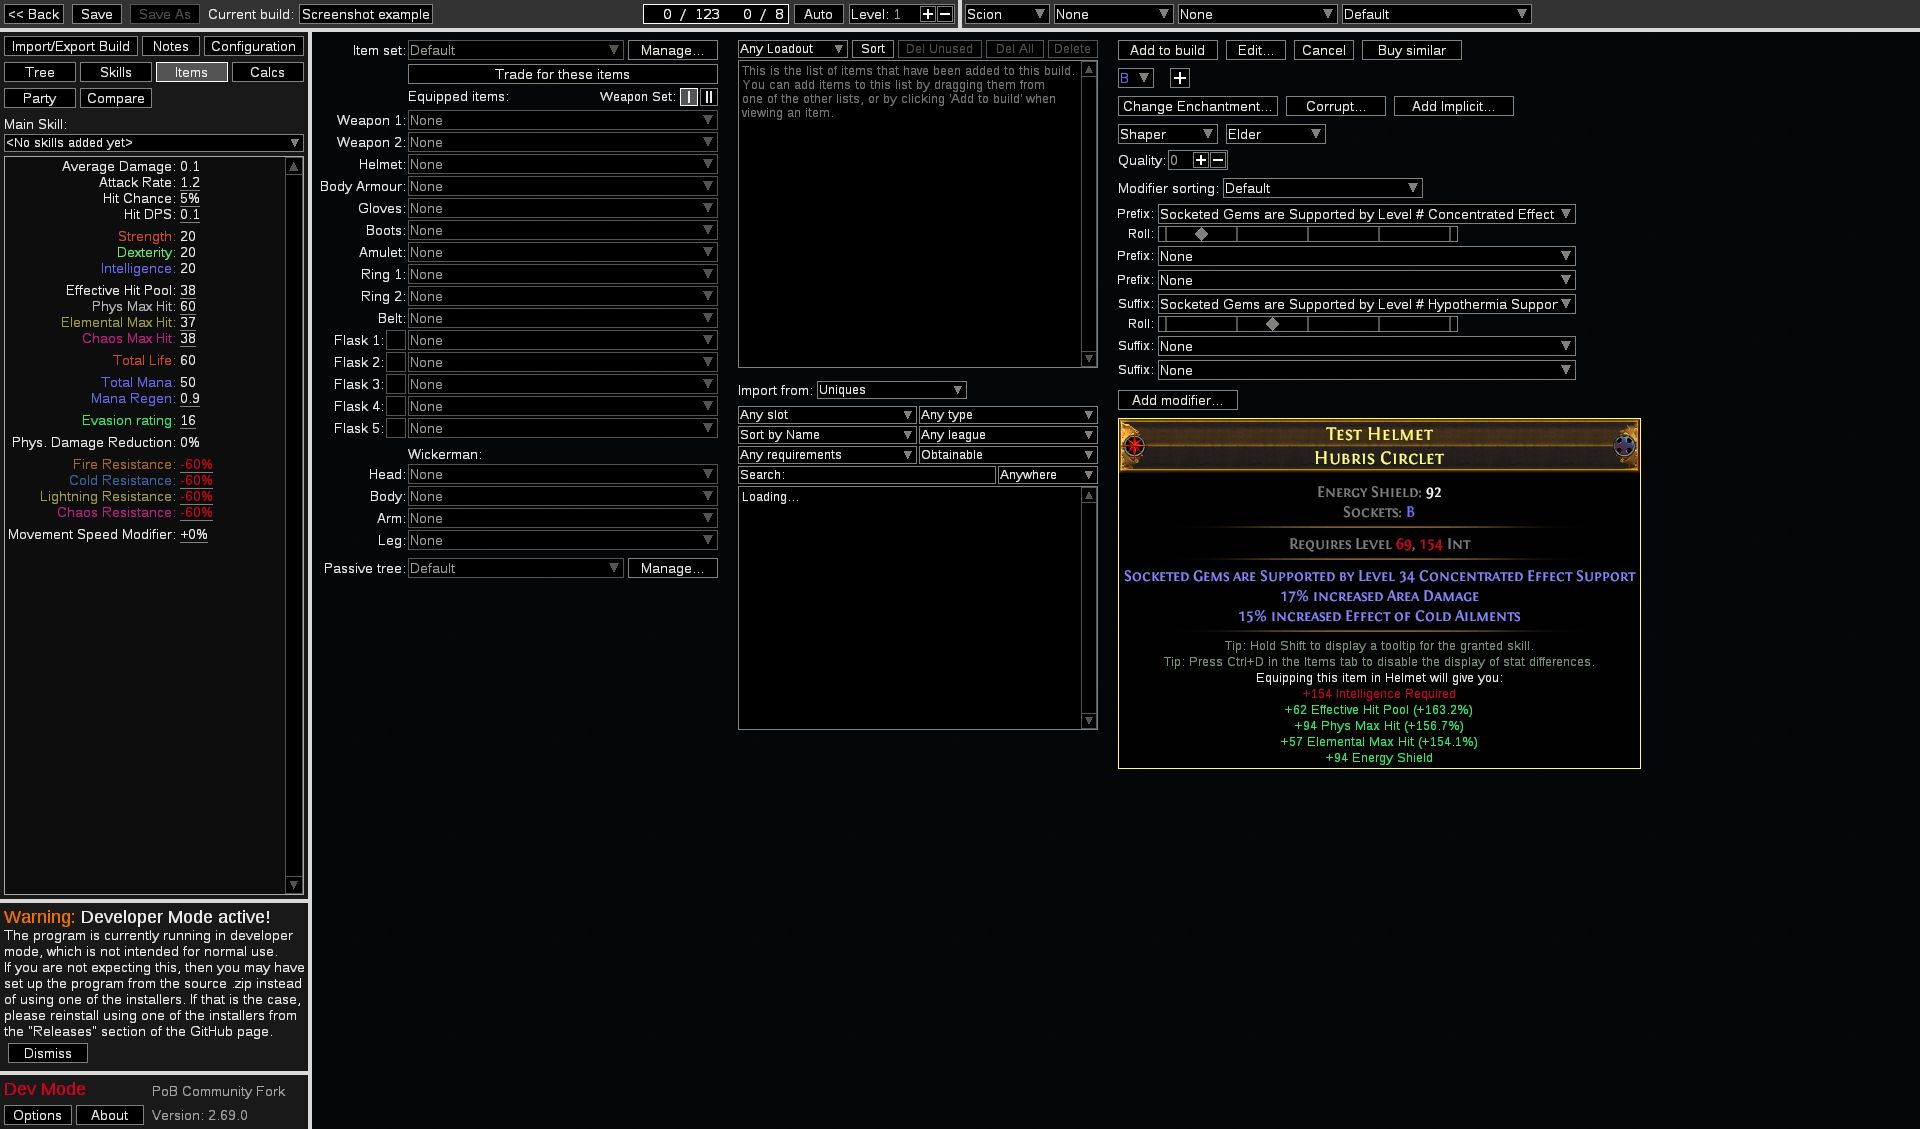 << Back
Save
Save As
Current build: Screenshot example
0 / 123 0 / 8
Auto
Level: 1
Scion
None
None
Default
Import/Export Build
Notes
Configuration
Tree
Skills
Items
Calcs
Party
Compare
Main Skill:
<No skills added yet>
Average Damage: 0.1
Attack Rate: 1.2
Hit Chance: 5%
Hit DPS: 0.1
Strength: 20
Dexterity: 20
Intelligence: 20
Effective Hit Pool: 38
Phys Max Hit: 60
Elemental Max Hit: 37
Chaos Max Hit: 38
Total Life: 60
Total Mana: 50
Mana Regen: 0.9
Evasion rating: 16
Phys. Damage Reduction: 0%
Fire Resistance: -60%
Cold Resistance: -60%
Lightning Resistance: -60%
Chaos Resistance: -60%
Movement Speed Modifier: +0%
Warning: Developer Mode active!
The program is currently running in developer
mode, which is not intended for normal use.
If you are not expecting this, then you may have
set up the program from the source .zip instead
of using one of the installers. If that is the case,
please reinstall using one of the installers from
the "Releases" section of the GitHub page.
Dismiss
Dev Mode
PoB Community Fork
Options
About
Version: 2.69.0
Item set: Default
Manage...
Trade for these items
Equipped items:
Weapon Set: I II
Weapon 1: None
Weapon 2: None
Helmet: None
Body Armour: None
Gloves: None
Boots: None
Amulet: None
Ring 1: None
Ring 2: None
Belt: None
Flask 1: None
Flask 2: None
Flask 3: None
Flask 4: None
Flask 5: None
Wickerman:
Head: None
Body: None
Arm: None
Leg: None
Passive tree: Default
Manage...
Any Loadout
Sort
Del Unused
Del All
Delete
This is the list of items that have been added to this build.
You can add items to this list by dragging them from
one of the other lists, or by clicking 'Add to build' when
viewing an item.
Import from: Uniques
Any slot
Any type
Sort by Name
Any league
Any requirements
Obtainable
Search:
Anywhere
Loading...
Add to build
Edit...
Cancel
Buy similar
B
Change Enchantment...
Corrupt...
Add Implicit...
Shaper
Elder
Quality: 0
Modifier sorting: Default
Prefix: Socketed Gems are Supported by Level # Concentrated Effect
Roll:
Prefix: None
Prefix: None
Suffix: Socketed Gems are Supported by Level # Hypothermia Suppor
Roll:
Suffix: None
Suffix: None
Add modifier...
Test Helmet
Hubris Circlet
Energy Shield: 92
Sockets: B
Requires Level 69, 154 Int
Socketed Gems are Supported by Level 34 Concentrated Effect Support
17% increased Area Damage
15% increased Effect of Cold Ailments
Tip: Hold Shift to display a tooltip for the granted skill.
Tip: Press Ctrl+D in the Items tab to disable the display of stat differences.
Equipping this item in Helmet will give you:
+154 Intelligence Required
+62 Effective Hit Pool (+163.2%)
+94 Phys Max Hit (+156.7%)
+57 Elemental Max Hit (+154.1%)
+94 Energy Shield